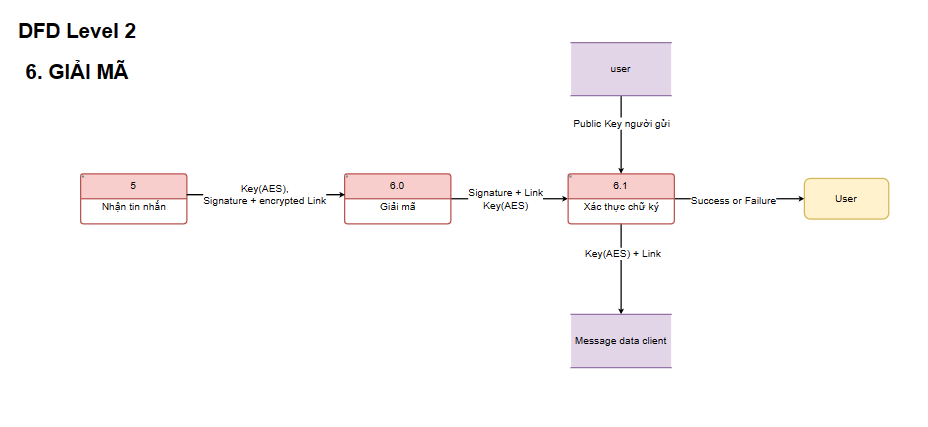 DFD Level 2
6. GIẢI MÃ
user
Public Key người gửi
5
Nhận tin nhắn
Key(AES),
Signature + encrypted Link
6.0
Giải mã
Signature + Link
Key(AES)
6.1
Xác thực chữ ký
Success or Failure
User
Key(AES) + Link
Message data client